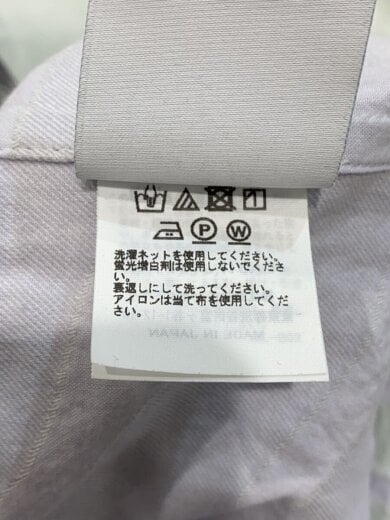 P W
洗濯ネットを使用してください。
蛍光増白剤は使用しないでくださ
い。
裏返しにして洗ってください。
アイロンは当て布を使用してください。
MADE IN JAPAN